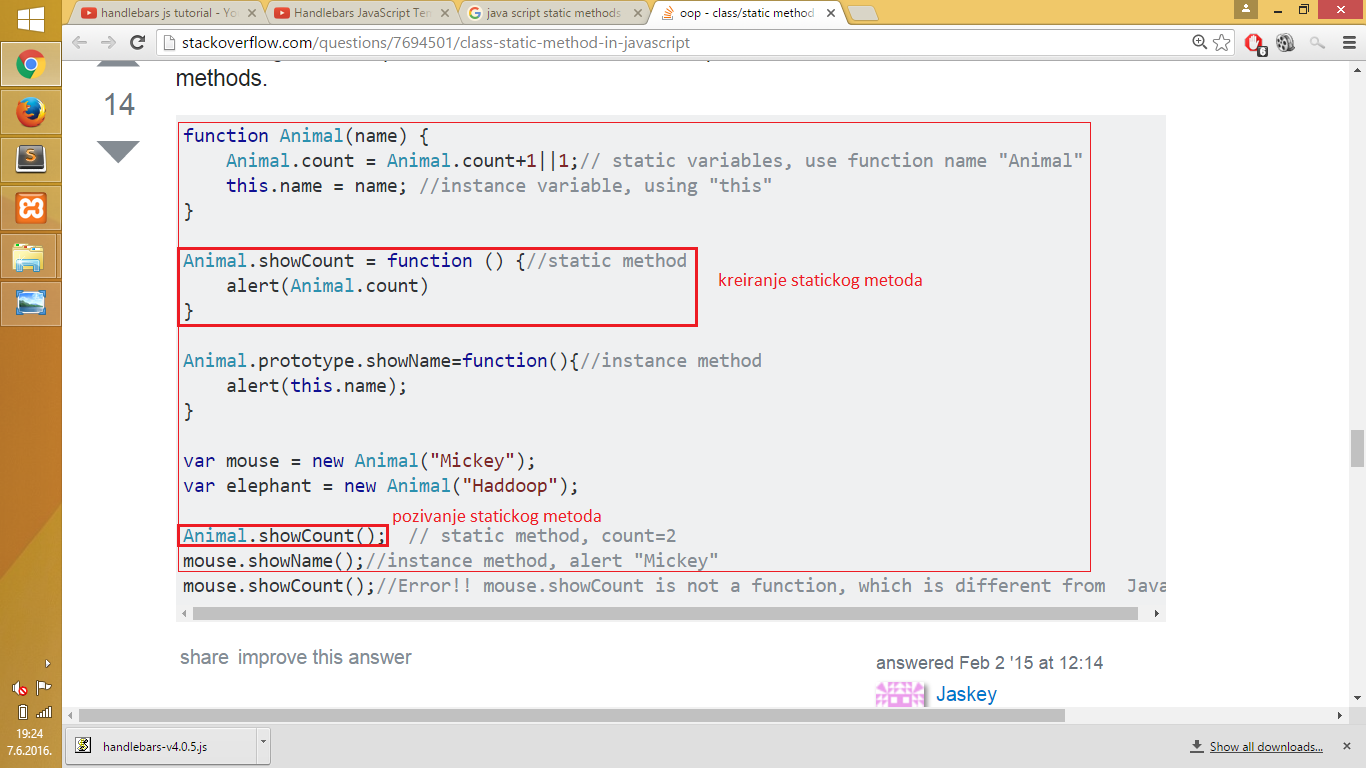 handlebars js tutorial - Yo
Handlebars JavaScript Tem
java script static methods
oop - class/static method
stackoverflow.com/questions/7694501/class-static-method-in-javascript
methods.
14
function Animal(name) {
    Animal.count = Animal.count+1||1;// static variables, use function name "Animal"
    this.name = name; //instance variable, using "this"
}
Animal.showCount = function () {//static method
    alert(Animal.count)
}
kreiranje statickog metoda
Animal.prototype.showName=function(){//instance method
    alert(this.name);
}
var mouse = new Animal("Mickey");
var elephant = new Animal("Haddoop");
pozivanje statickog metoda
Animal.showCount();  // static method, count=2
mouse.showName();//instance method, alert "Mickey"
mouse.showCount();//Error!! mouse.showCount is not a function, which is different from  Java
share improve this answer
answered Feb 2 '15 at 12:14
Jaskey
19:24
7.6.2016.
handlebars-v4.0.5.js
Show all downloads...